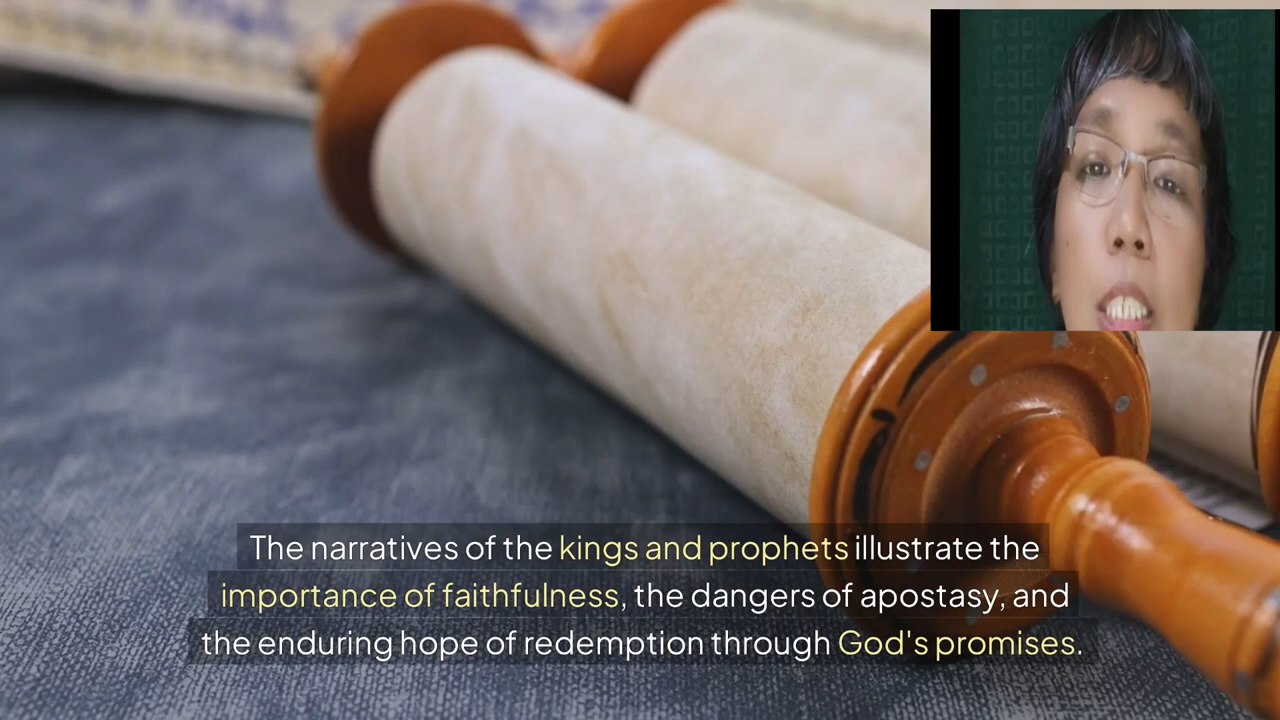 The narratives of the kings and prophets illustrate the
importance of faithfulness, the dangers of apostasy, and
the enduring hope of redemption through God's promises.